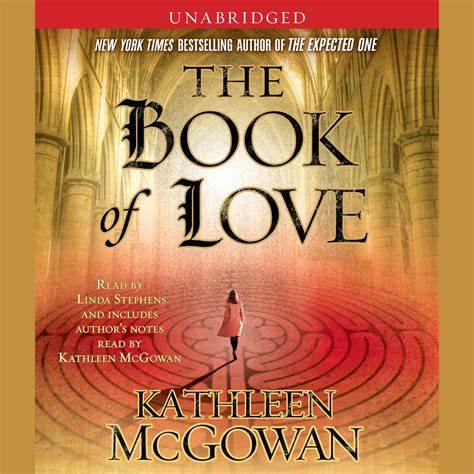 UNABRIDGED
NEW YORK TIMES BESTSELLING AUTHOR OF THE EXPECTED ONE
THE
BOOK
of LOVE
READ BY
LINDA STEPHENS
AND INCLUDES
AUTHOR'S NOTES
READ BY
KATHLEEN MCGOWAN
KATHLEEN
MCGOWAN